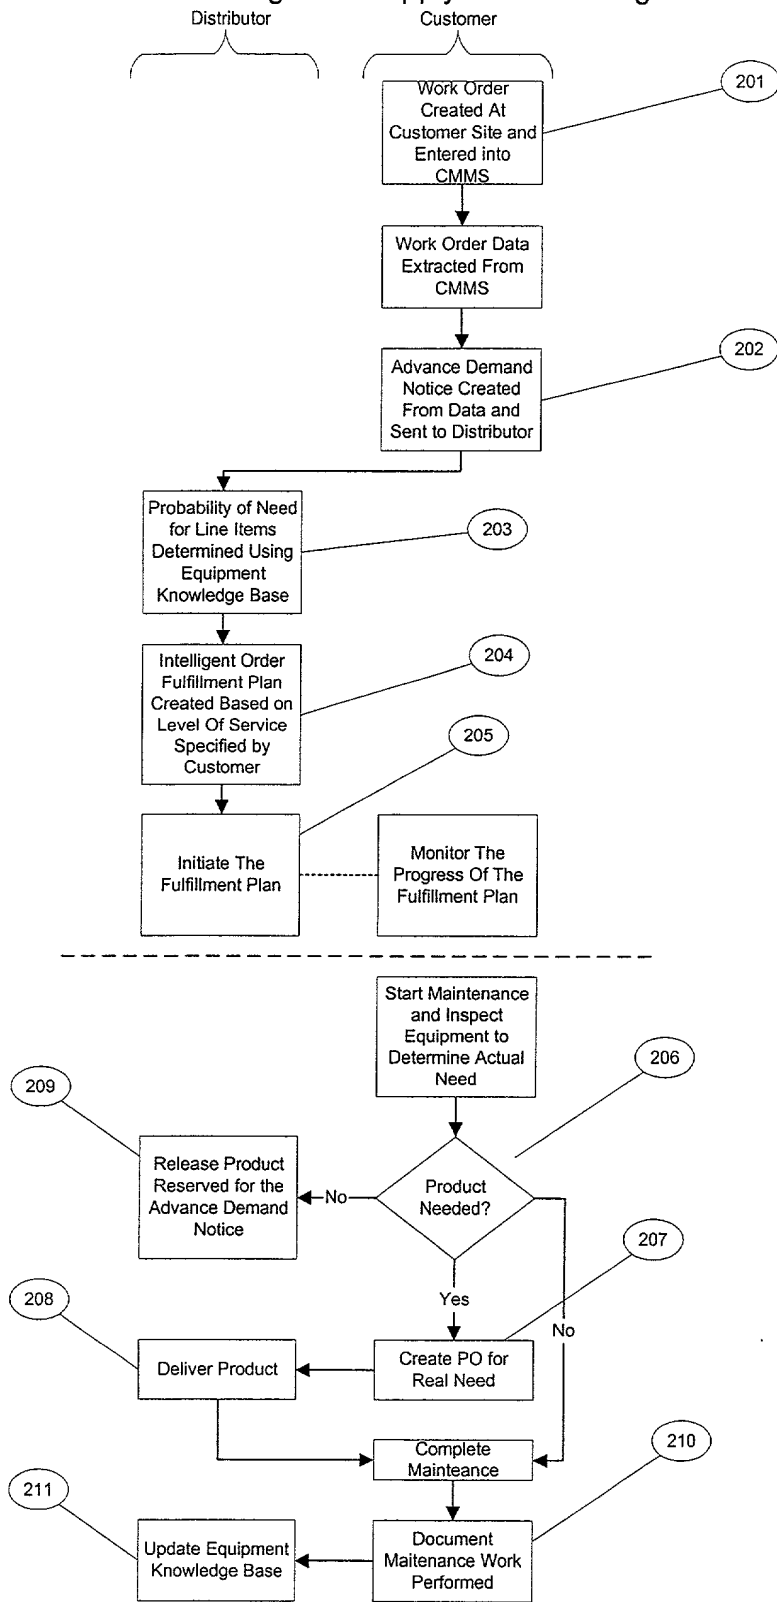 Distributor
Customer
201
Work Order
Created At
Customer Site and
Entered into
CMMS
Work Order Data
Extracted From
CMMS
202
Advance Demand
Notice Created
From Data and
Sent to Distributor
Probability of Need
for Line Items
Determined Using
Equipment
Knowledge Base
203
Intelligent Order
Fulfillment Plan
Created Based on
Level Of Service
Specified by
Customer
204
205
Initiate The
Fulfillment Plan
Monitor The
Progress Of The
Fulfillment Plan
Start Maintenance
and Inspect
Equipment to
Determine Actual
Need
206
209
Release Product
Reserved for the
Advance Demand
Notice
No
Product
Needed?
207
Yes
No
208
Deliver Product
Create PO for
Real Need
Complete
Mainteance
210
211
Update Equipment
Knowledge Base
Document
Maitenance Work
Performed